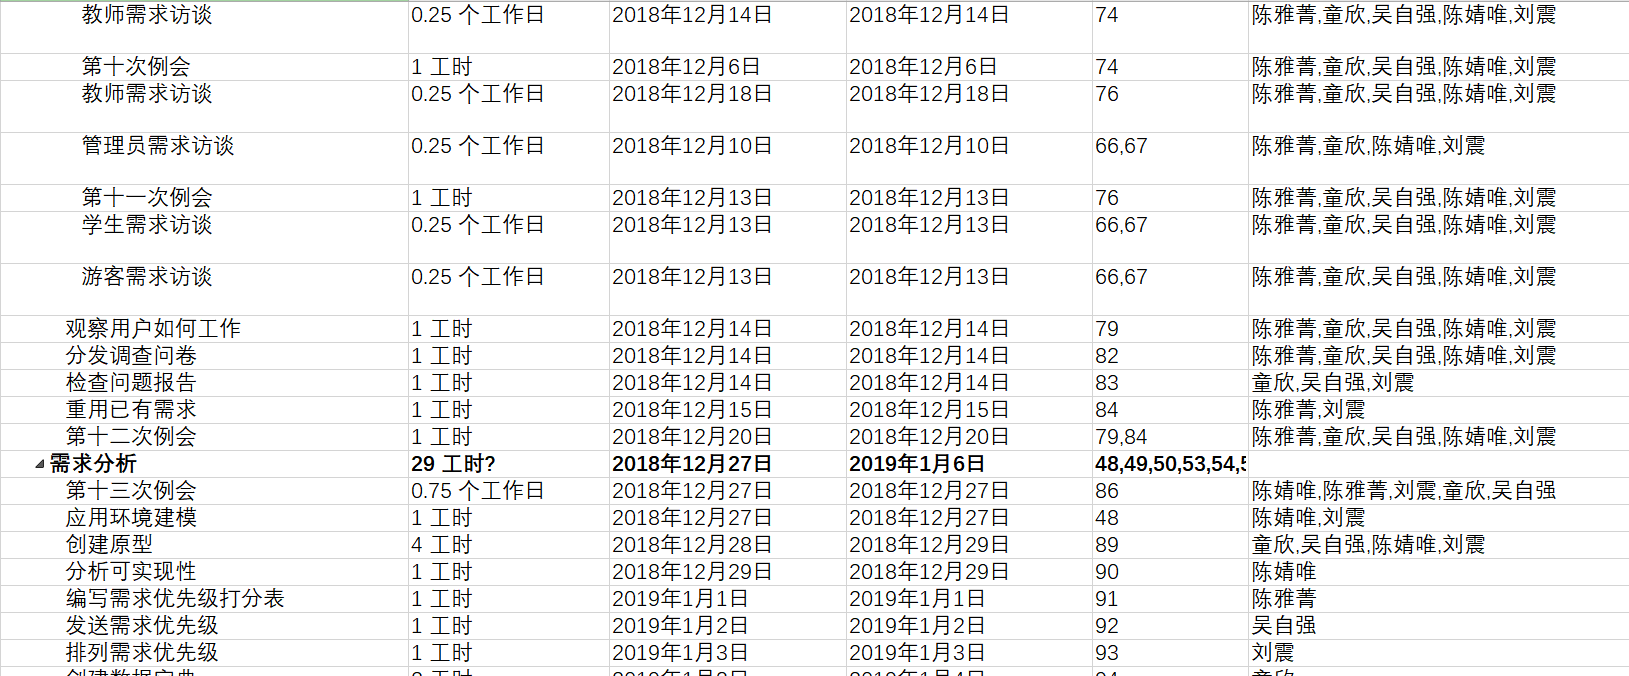 教师需求访谈 0.25 个工作日 2018年12月14日 2018年12月14日 74 陈雅菁,童欣,吴自强,陈婧唯,刘震
第十次例会 1 工时 2018年12月6日 2018年12月6日 74 陈雅菁,童欣,吴自强,陈婧唯,刘震
教师需求访谈 0.25 个工作日 2018年12月18日 2018年12月18日 76 陈雅菁,童欣,吴自强,陈婧唯,刘震
管理员需求访谈 0.25 个工作日 2018年12月10日 2018年12月10日 66,67 陈雅菁,童欣,陈婧唯,刘震
第十一次例会 1 工时 2018年12月13日 2018年12月13日 76 陈雅菁,童欣,吴自强,陈婧唯,刘震
学生需求访谈 0.25 个工作日 2018年12月13日 2018年12月13日 66,67 陈雅菁,童欣,吴自强,陈婧唯,刘震
游客需求访谈 0.25 个工作日 2018年12月13日 2018年12月13日 66,67 陈雅菁,童欣,吴自强,陈婧唯,刘震
观察用户如何工作 1 工时 2018年12月14日 2018年12月14日 79 陈雅菁,童欣,吴自强,陈婧唯,刘震
分发调查问卷 1 工时 2018年12月14日 2018年12月14日 82 陈雅菁,童欣,吴自强,陈婧唯,刘震
检查问题报告 1 工时 2018年12月14日 2018年12月14日 83 童欣,吴自强,刘震
重用已有需求 1 工时 2018年12月15日 2018年12月15日 84 陈雅菁,刘震
第十二次例会 1 工时 2018年12月20日 2018年12月20日 79,84 陈雅菁,童欣,吴自强,陈婧唯,刘震
需求分析 29 工时? 2018年12月27日 2019年1月6日 48,49,50,53,54,5
第十三次例会 0.75 个工作日 2018年12月27日 2018年12月27日 86 陈婧唯,陈雅菁,刘震,童欣,吴自强
应用环境建模 1 工时 2018年12月27日 2018年12月27日 48 陈婧唯,刘震
创建原型 4 工时 2018年12月28日 2018年12月29日 89 童欣,吴自强,陈婧唯,刘震
分析可实现性 1 工时 2018年12月29日 2018年12月29日 90 陈婧唯
编写需求优先级打分表 1 工时 2019年1月1日 2019年1月1日 91 陈雅菁
发送需求优先级 1 工时 2019年1月2日 2019年1月2日 92 吴自强
排列需求优先级 1 工时 2019年1月3日 2019年1月3日 93 刘震